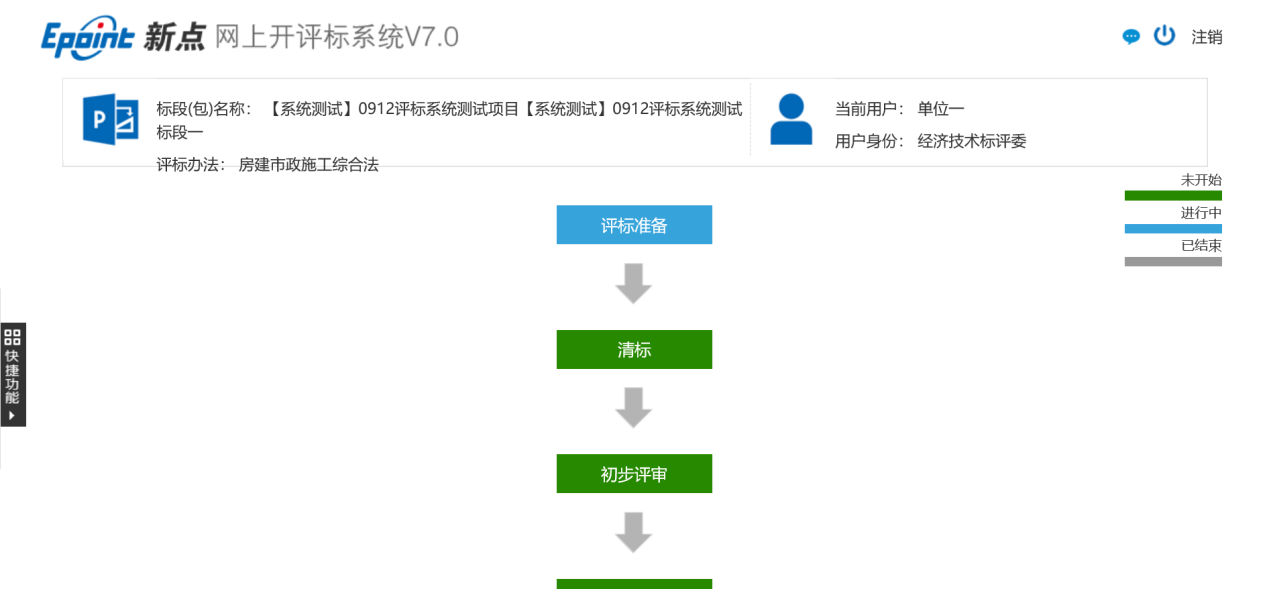 Epoint 新点 网上开评标系统V7.0
注销
标段(包)名称： 【系统测试】0912评标系统测试项目【系统测试】0912评标系统测试
标段一
评标办法： 房建市政施工综合法
当前用户： 单位一
用户身份： 经济技术标评委
未开始
进行中
已结束
评标准备
清标
初步评审
快捷功能